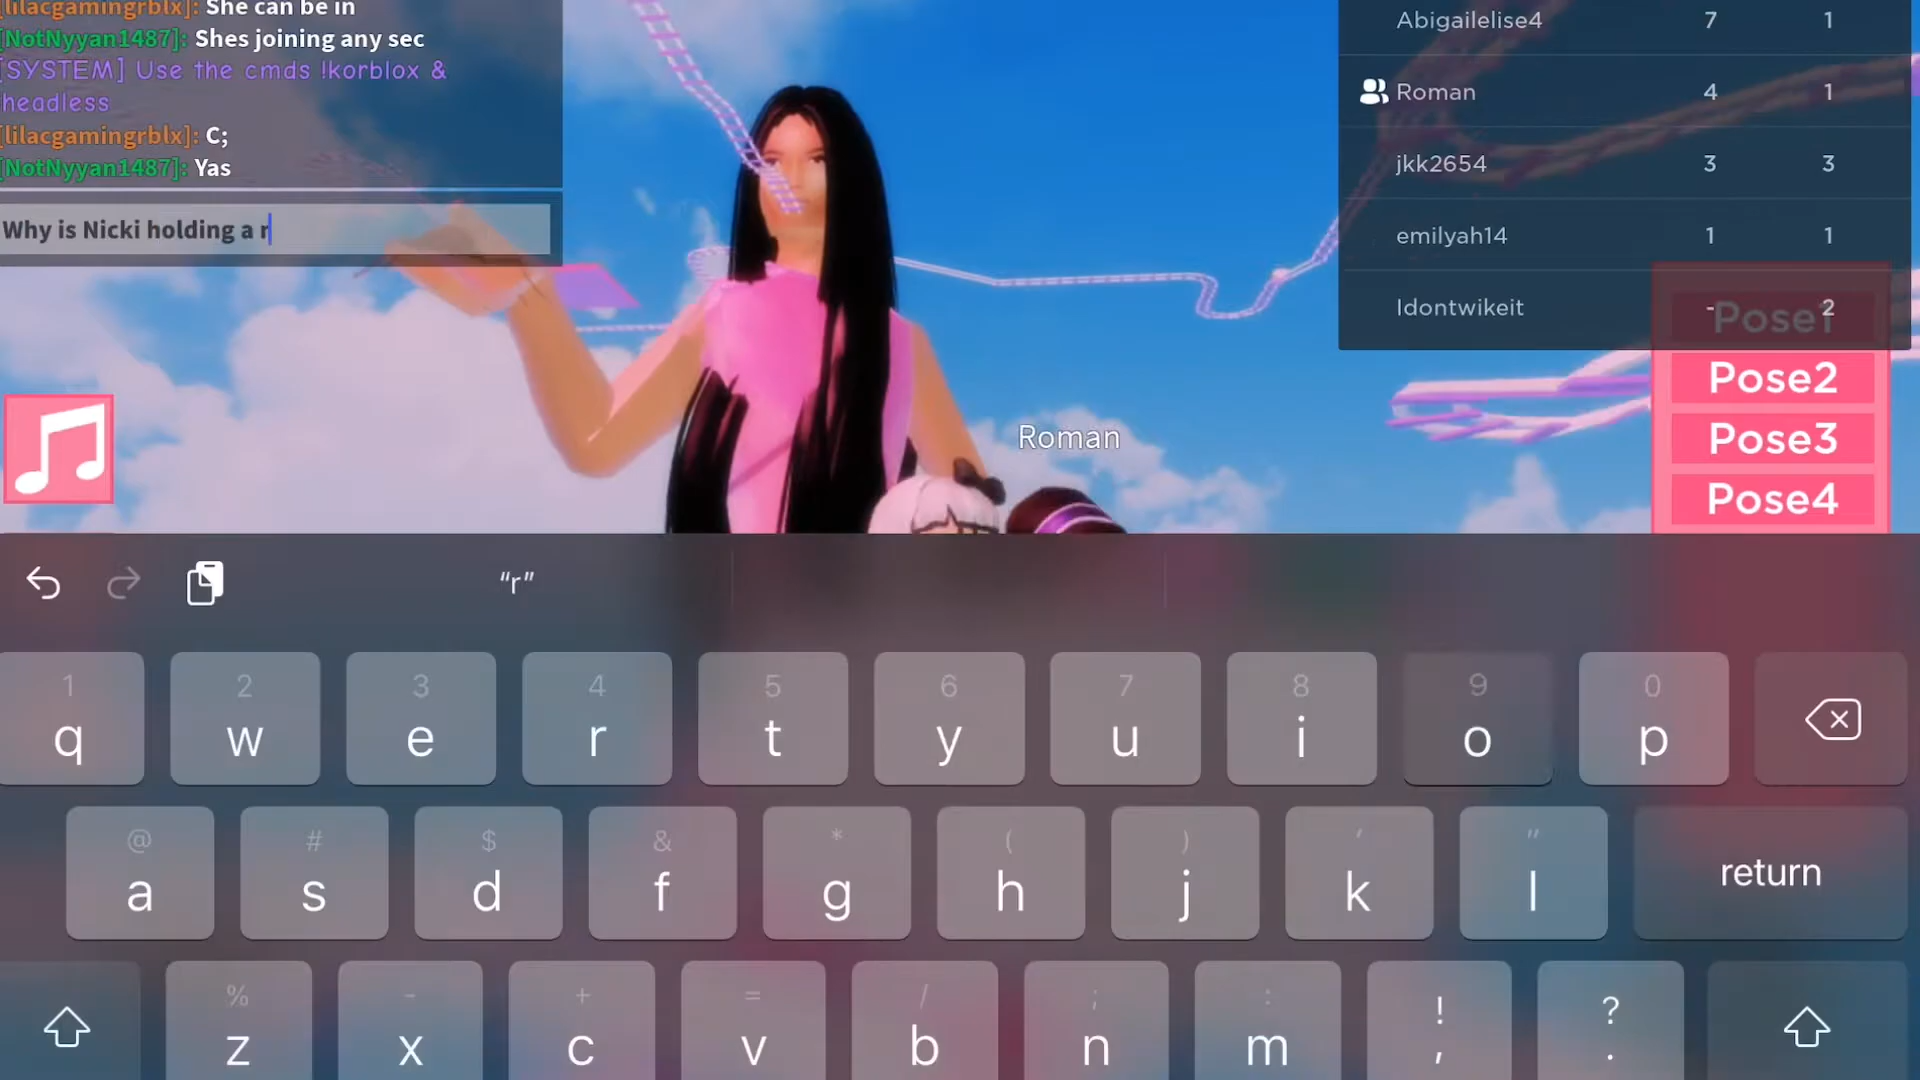 [lilacgamingrblx]: She can be in
[NotNyyan1487]: Shes joining any sec
[SYSTEM] Use the cmds !korblox &
headless
[lilacgamingrblx]: C;
[NotNyyan1487]: Yas
Why is Nicki holding a r
Abigailelise4 7 1
Roman 4 1
jkk2654 3 3
emilyah14 1 1
Idontwikeit - 2
Pose1
Pose2
Pose3
Pose4
Roman
“r”
1 2 3 4 5 6 7 8 9 0
q w e r t y u i o p
@ # $ & * ( ) ' "
a s d f g h j k l return
% - + = / ; : ! ?
z x c v b n m , .